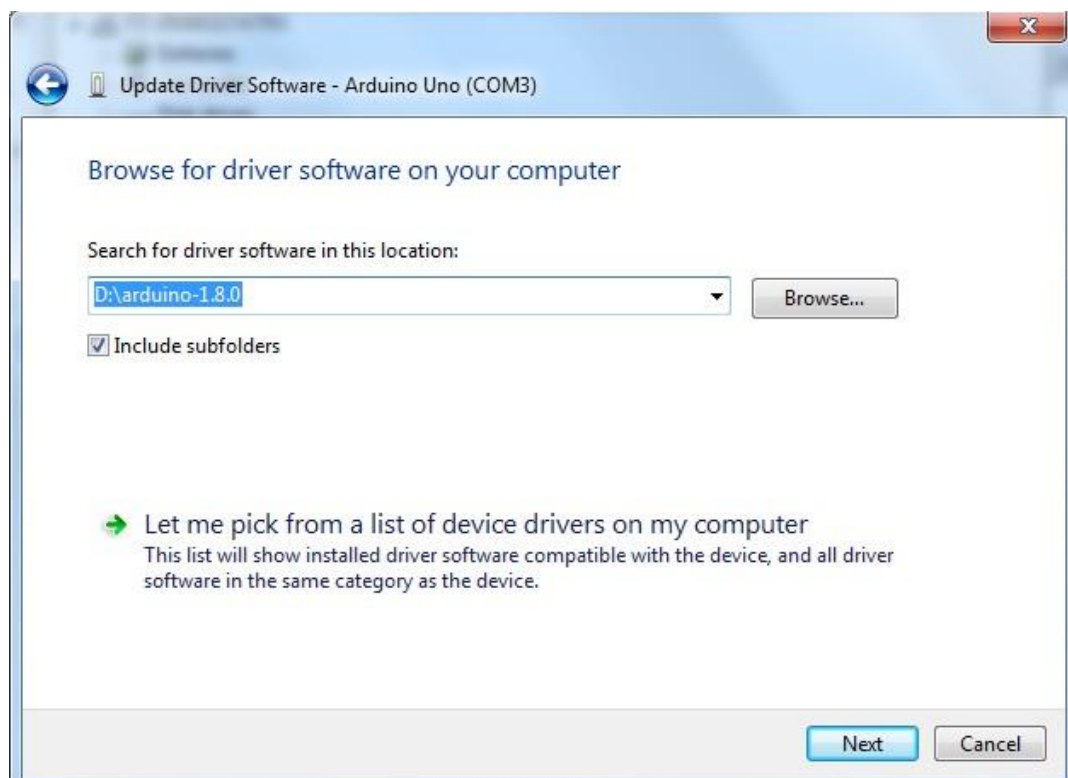 x
Update Driver Software - Arduino Uno (COM3)
Browse for driver software on your computer
Search for driver software in this location:
D:\arduino-1.8.0
Browse...
Include subfolders
Let me pick from a list of device drivers on my computer
This list will show installed driver software compatible with the device, and all driver
software in the same category as the device.
Next Cancel